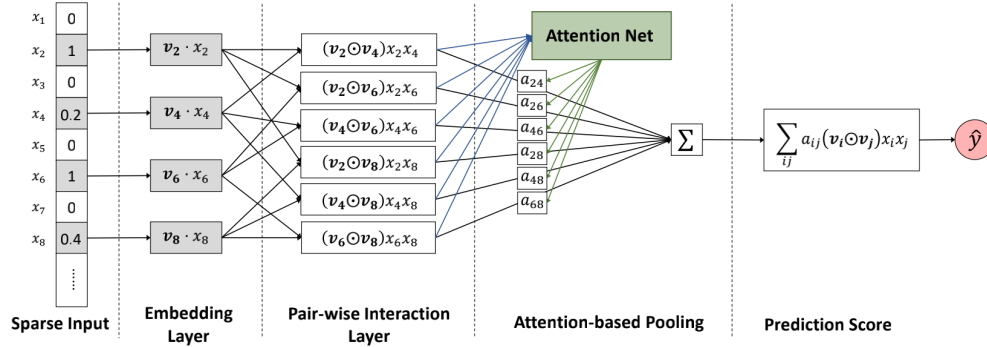 x₁ 0
x₂ 1
x₃ 0
x₄ 0.2
x₅ 0
x₆ 1
x₇ 0
x₈ 0.4
......
Sparse Input
v₂ · x₂
v₄ · x₄
v₆ · x₆
v₈ · x₈
Embedding
Layer
(v₂⊙v₄)x₂x₄
(v₂⊙v₆)x₂x₆
(v₄⊙v₆)x₄x₆
(v₂⊙v₈)x₂x₈
(v₄⊙v₈)x₄x₈
(v₆⊙v₈)x₆x₈
Pair-wise Interaction
Layer
Attention Net
a₂₄
a₂₆
a₄₆
a₂₈
a₄₈
a₆₈
Σ
Attention-based Pooling
∑ aᵢⱼ(vᵢ⊙vⱼ)xᵢxⱼ
ij
ŷ
Prediction Score